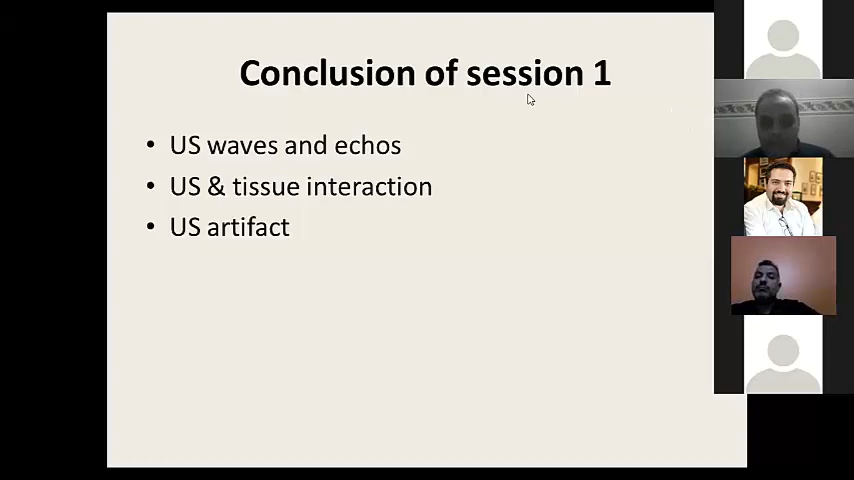 Conclusion of session 1
• US waves and echos
• US & tissue interaction
• US artifact